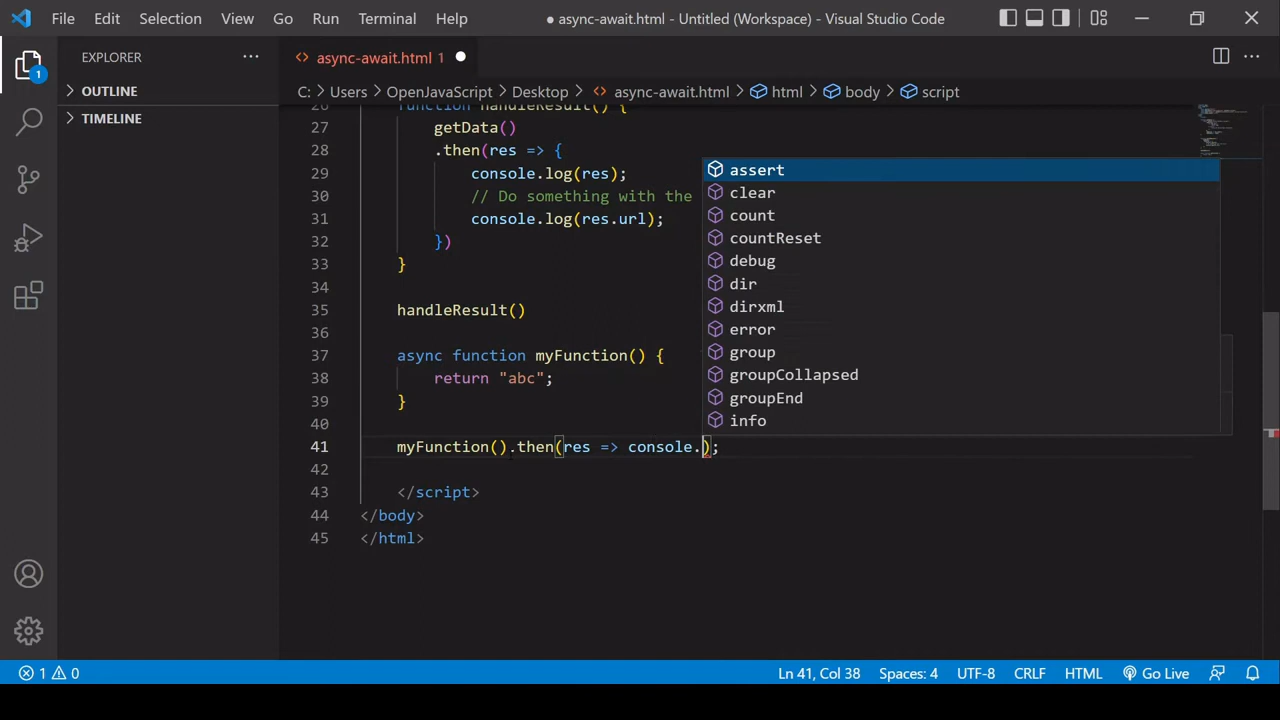 File Edit Selection View Go Run Terminal Help ● async-await.html - Untitled (Workspace) - Visual Studio Code
EXPLORER ···
async-await.html 1
1
OUTLINE
TIMELINE
C: > Users > OpenJavaScript > Desktop > async-await.html > html > body > script
26 function handleResult() {
27 getData()
28 .then(res => {
29 console.log(res);
30 // Do something with the
31 console.log(res.url);
32 })
33 }
34
35 handleResult()
36
37 async function myFunction() {
38 return "abc";
39 }
40
41 myFunction().then(res => console.);
42
43 </script>
44 </body>
45 </html>
assert
clear
count
countReset
debug
dir
dirxml
error
group
groupCollapsed
groupEnd
info
1 0 Ln 41, Col 38 Spaces: 4 UTF-8 CRLF HTML Go Live